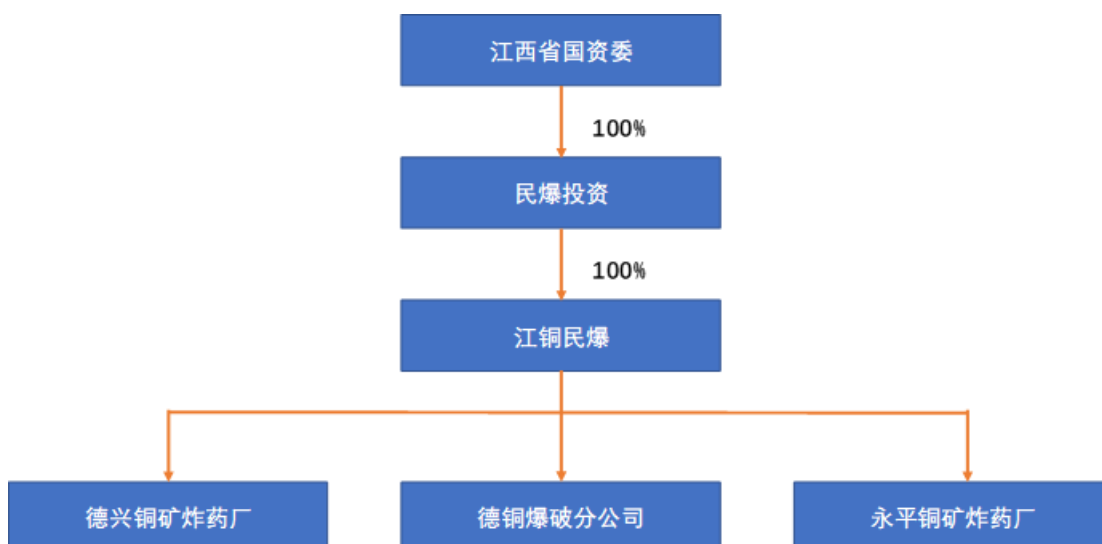 江西省国资委
100%
民爆投资
100%
江铜民爆
德兴铜矿炸药厂
德铜爆破分公司
永平铜矿炸药厂